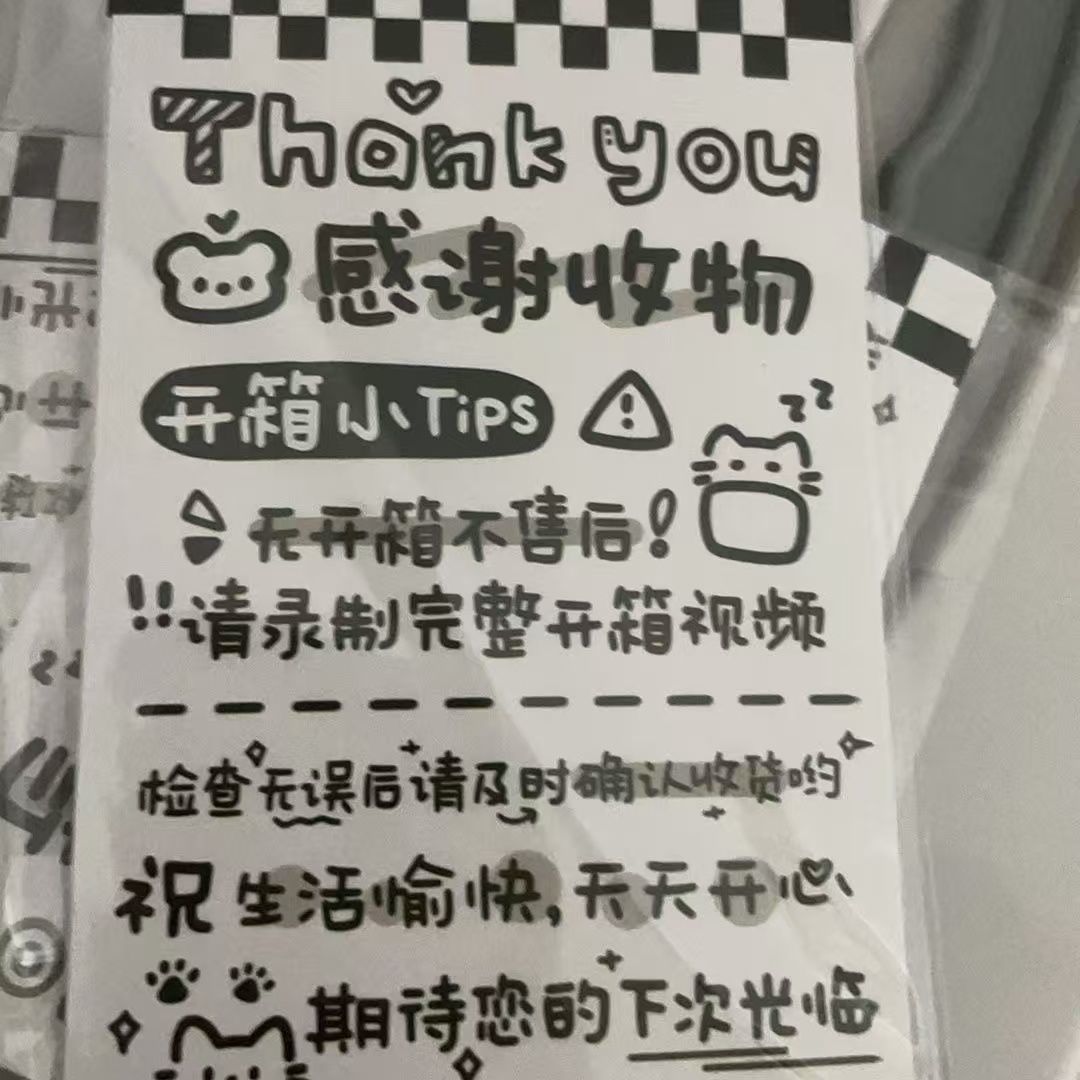 Thank you
感谢收物
开箱小Tips
zz
无开箱不售后!
!!请录制完整开箱视频
检查无误后请及时确认收货哟
祝生活愉快,天天开心
期待您的下次光临